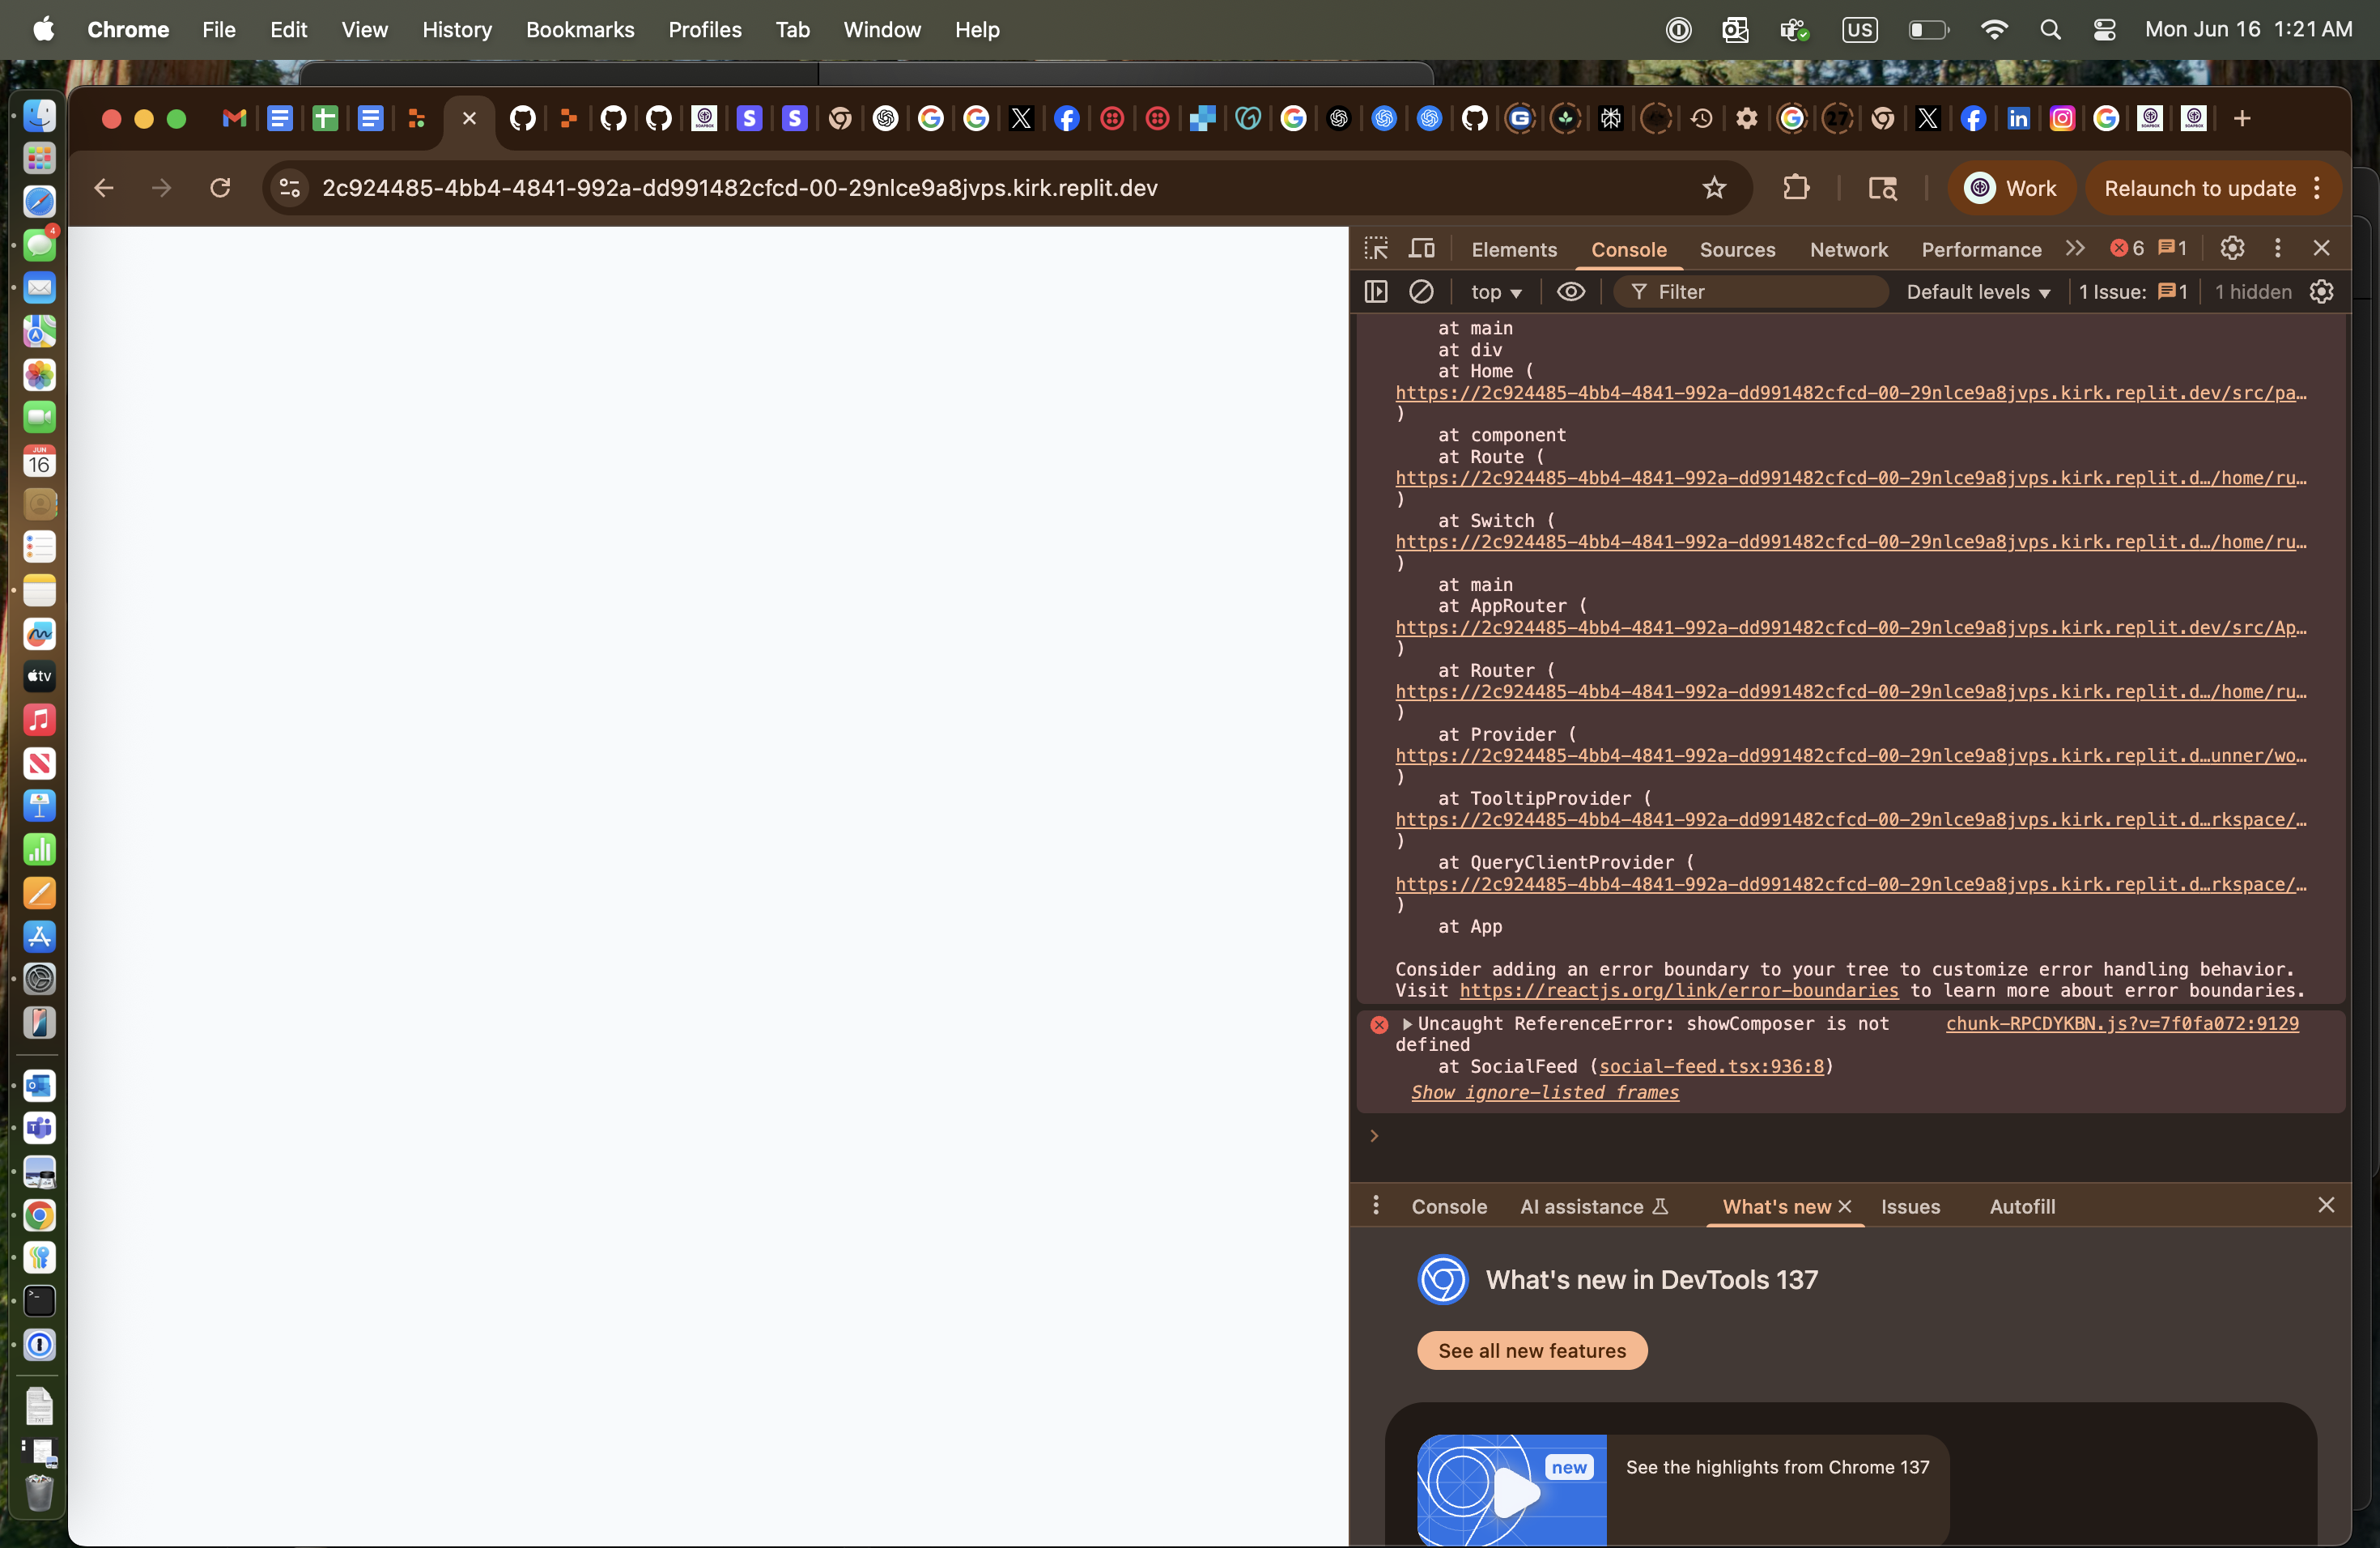 Chrome File Edit View History Bookmarks Profiles Tab Window Help US Mon Jun 16 1:21 AM
S S 27
2c924485-4bb4-4841-992a-dd991482cfcd-00-29nlce9a8jvps.kirk.replit.dev Work Relaunch to update
4
JUN
16
tv
Elements Console Sources Network Performance 6 1
top Filter Default levels 1 Issue: 1 1 hidden
at main
at div
at Home (
https://2c924485-4bb4-4841-992a-dd991482cfcd-00-29nlce9a8jvps.kirk.replit.dev/src/pa…
)
at component
at Route (
https://2c924485-4bb4-4841-992a-dd991482cfcd-00-29nlce9a8jvps.kirk.replit.d…/home/ru…
)
at Switch (
https://2c924485-4bb4-4841-992a-dd991482cfcd-00-29nlce9a8jvps.kirk.replit.d…/home/ru…
)
at main
at AppRouter (
https://2c924485-4bb4-4841-992a-dd991482cfcd-00-29nlce9a8jvps.kirk.replit.dev/src/Ap…
)
at Router (
https://2c924485-4bb4-4841-992a-dd991482cfcd-00-29nlce9a8jvps.kirk.replit.d…/home/ru…
)
at Provider (
https://2c924485-4bb4-4841-992a-dd991482cfcd-00-29nlce9a8jvps.kirk.replit.d…unner/wo…
)
at TooltipProvider (
https://2c924485-4bb4-4841-992a-dd991482cfcd-00-29nlce9a8jvps.kirk.replit.d…rkspace/…
)
at QueryClientProvider (
https://2c924485-4bb4-4841-992a-dd991482cfcd-00-29nlce9a8jvps.kirk.replit.d…rkspace/…
)
at App
Consider adding an error boundary to your tree to customize error handling behavior.
Visit https://reactjs.org/link/error-boundaries to learn more about error boundaries.
Uncaught ReferenceError: showComposer is not chunk-RPCDYKBN.js?v=7f0fa072:9129
defined
at SocialFeed (social-feed.tsx:936:8)
Show ignore-listed frames
Console AI assistance What's new Issues Autofill
What's new in DevTools 137
See all new features
new See the highlights from Chrome 137